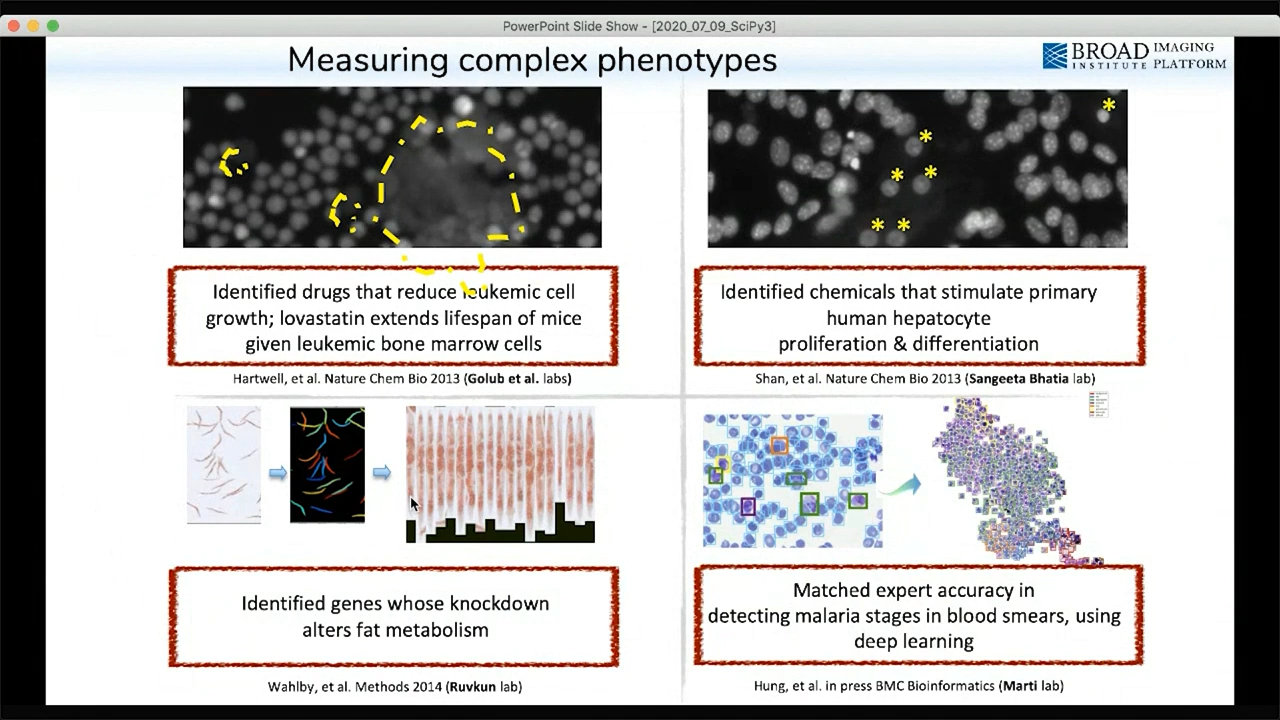 PowerPoint Slide Show - [2020_07_09_SciPy3]
Measuring complex phenotypes
BROAD
INSTITUTE
IMAGING
PLATFORM
Identified drugs that reduce leukemic cell
growth; lovastatin extends lifespan of mice
given leukemic bone marrow cells
Hartwell, et al. Nature Chem Bio 2013 (Golub et al. labs)
Identified chemicals that stimulate primary
human hepatocyte
proliferation & differentiation
Shan, et al. Nature Chem Bio 2013 (Sangeeta Bhatia lab)
Identified genes whose knockdown
alters fat metabolism
Wahlby, et al. Methods 2014 (Ruvkun lab)
Matched expert accuracy in
detecting malaria stages in blood smears, using
deep learning
Hung, et al. in press BMC Bioinformatics (Marti lab)